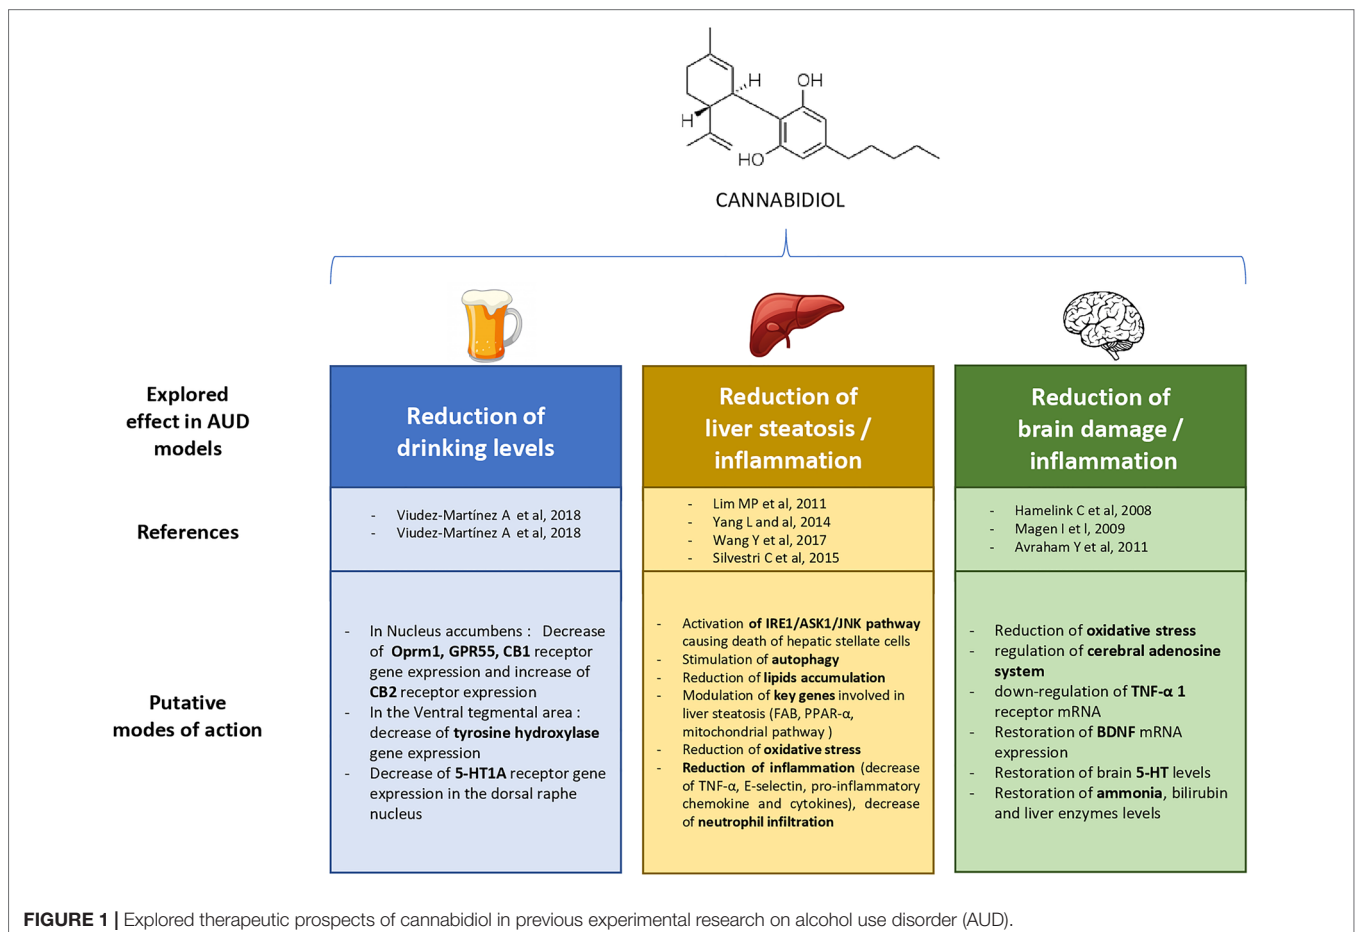 H
OH
H
HO
CANNABIDIOL
Explored
effect in AUD
models
Reduction of
drinking levels
Reduction of
liver steatosis /
inflammation
Reduction of
brain damage /
inflammation
References
- Viudez-Martínez A et al, 2018
- Viudez-Martínez A et al, 2018
- Lim MP et al, 2011
- Yang L and al, 2014
- Wang Y et al, 2017
- Silvestri C et al, 2015
- Hamelink C et al, 2008
- Magen I et l, 2009
- Avraham Y et al, 2011
Putative
modes of action
- In Nucleus accumbens : Decrease
of Oprm1, GPR55, CB1 receptor
gene expression and increase of
CB2 receptor expression
- In the Ventral tegmental area :
decrease of tyrosine hydroxylase
gene expression
- Decrease of 5-HT1A receptor gene
expression in the dorsal raphe
nucleus
- Activation of IRE1/ASK1/JNK pathway
causing death of hepatic stellate cells
- Stimulation of autophagy
- Reduction of lipids accumulation
- Modulation of key genes involved in
liver steatosis (FAB, PPAR-α,
mitochondrial pathway )
- Reduction of oxidative stress
- Reduction of inflammation (decrease
of TNF-α, E-selectin, pro-inflammatory
chemokine and cytokines), decrease
of neutrophil infiltration
- Reduction of oxidative stress
- regulation of cerebral adenosine
system
- down-regulation of TNF-α 1
receptor mRNA
- Restoration of BDNF mRNA
expression
- Restoration of brain 5-HT levels
- Restoration of ammonia, bilirubin
and liver enzymes levels
FIGURE 1 | Explored therapeutic prospects of cannabidiol in previous experimental research on alcohol use disorder (AUD).